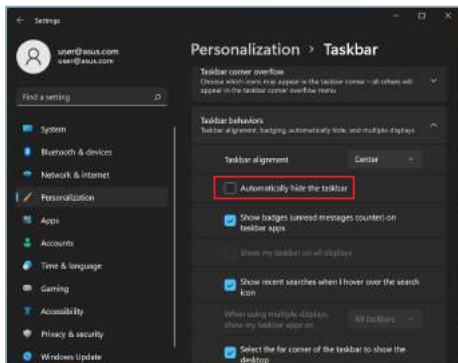 Settings
user@asus.com
user@asus.com
Find a setting
System
Bluetooth & devices
Network & internet
Personalization
Apps
Accounts
Time & language
Gaming
Accessibility
Privacy & security
Windows Update
Personalization > Taskbar
Taskbar corner overflow
Choose which icons may appear in the taskbar corner – all others will
appear in the taskbar corner overflow menu
Taskbar behaviors
Taskbar alignment, badging, automatically hide, and multiple displays
Taskbar alignment
Center
Automatically hide the taskbar
Show badges (unread messages counter) on
taskbar apps
Show my taskbar on all displays
Show recent searches when I hover over the search
icon
When using multiple displays,
show my taskbar apps on
All taskbars
Select the far corner of the taskbar to show the
desktop